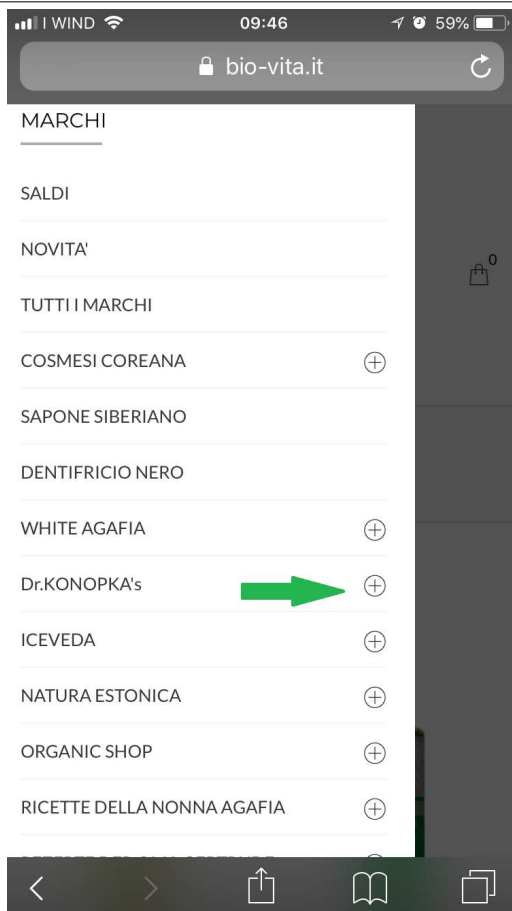 I WIND 09:46 59%
bio-vita.it
MARCHI
SALDI
NOVITA'
0
TUTTI I MARCHI
COSMESI COREANA
SAPONE SIBERIANO
DENTIFRICIO NERO
WHITE AGAFIA
Dr.KONOPKA's
ICEVEDA
NATURA ESTONICA
ORGANIC SHOP
RICETTE DELLA NONNA AGAFIA